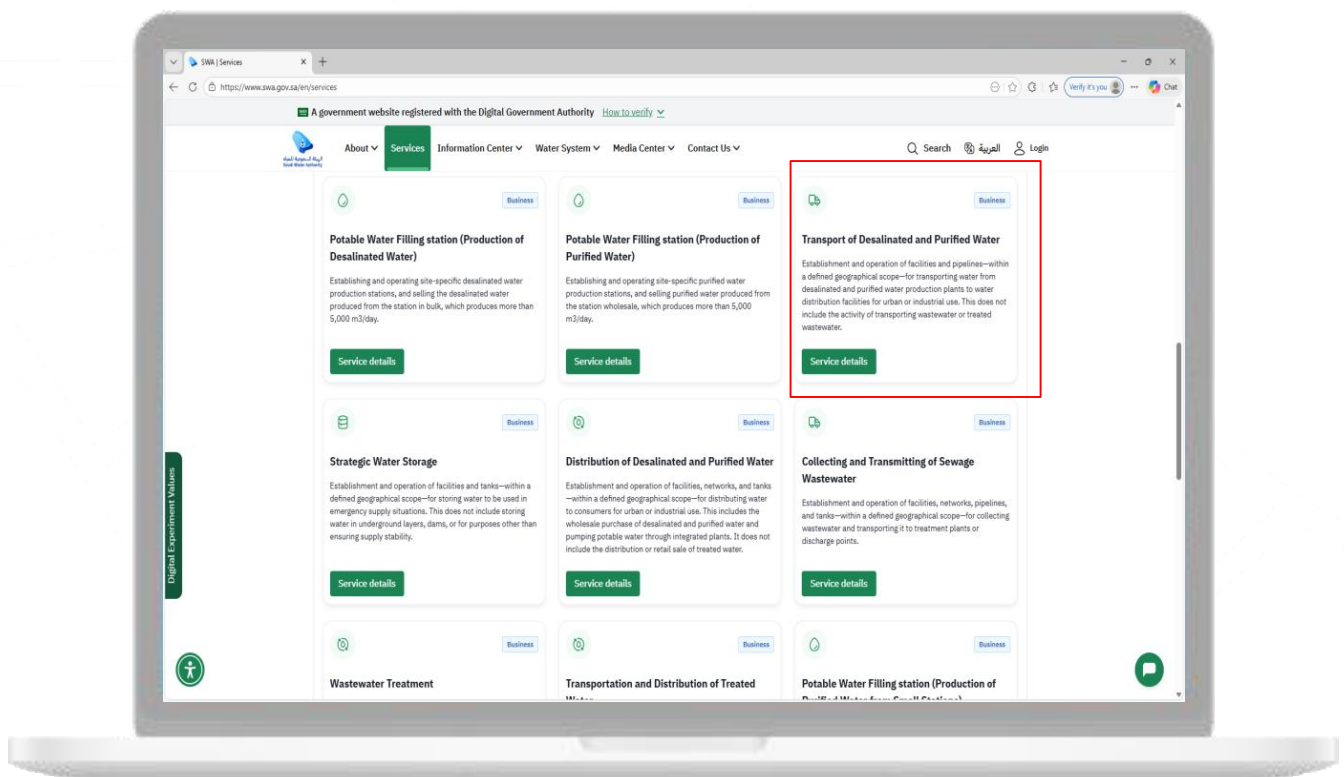 SWA | Services
https://www.swa.gov.sa/en/services
Verify it's you
Chat
A government website registered with the Digital Government Authority How to verify
الهيئة السعودية للمياه
Saudi Water Authority
About
Services
Information Center
Water System
Media Center
Contact Us
Search
العربية
Login
Business
Potable Water Filling station (Production of
Desalinated Water)
Establishing and operating site-specific desalinated water
production stations, and selling the desalinated water
produced from the station in bulk, which produces more than
5,000 m3/day.
Service details
Business
Potable Water Filling station (Production of
Purified Water)
Establishing and operating site-specific purified water
production stations, and selling purified water produced from
the station wholesale, which produces more than 5,000
m3/day.
Service details
Business
Transport of Desalinated and Purified Water
Establishment and operation of facilities and pipelines—within
a defined geographical scope—for transporting water from
desalinated and purified water production plants to water
distribution facilities for urban or industrial use. This does not
include the activity of transporting wastewater or treated
wastewater.
Service details
Business
Strategic Water Storage
Establishment and operation of facilities and tanks—within a
defined geographical scope—for storing water to be used in
emergency supply situations. This does not include storing
water in underground layers, dams, or for purposes other than
ensuring supply stability.
Service details
Business
Distribution of Desalinated and Purified Water
Establishment and operation of facilities, networks, and tanks
—within a defined geographical scope—for distributing water
to consumers for urban or industrial use. This includes the
wholesale purchase of desalinated and purified water and
pumping potable water through integrated plants. It does not
include the distribution or retail sale of treated water.
Service details
Business
Collecting and Transmitting of Sewage
Wastewater
Establishment and operation of facilities, networks, pipelines,
and tanks—within a defined geographical scope—for collecting
wastewater and transporting it to treatment plants or
discharge points.
Service details
Digital Experiment Values
Business
Wastewater Treatment
Business
Transportation and Distribution of Treated
Water
Business
Potable Water Filling station (Production of
Purified Water from Small Stations)